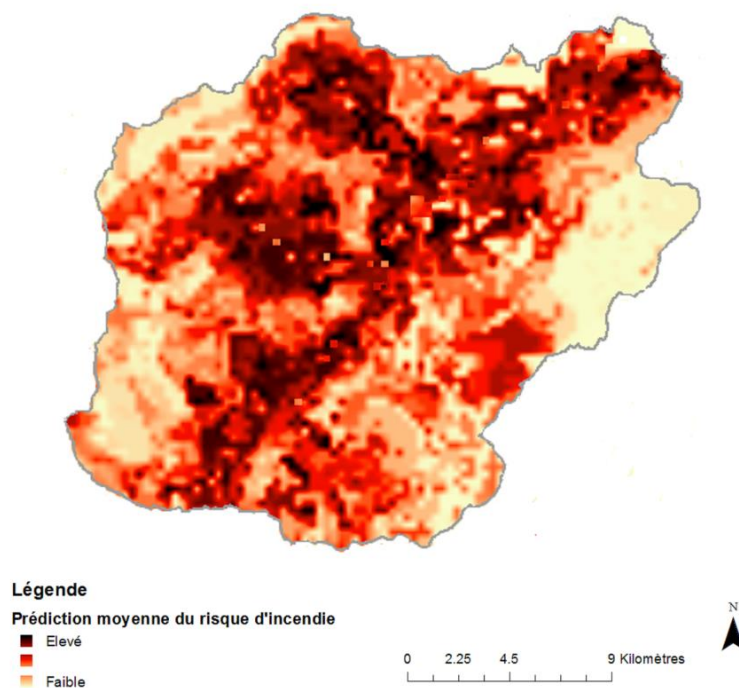 Légende
Prédiction moyenne du risque d'incendie
Elevé
Faible
N
0 2.25 4.5 9 Kilomètres